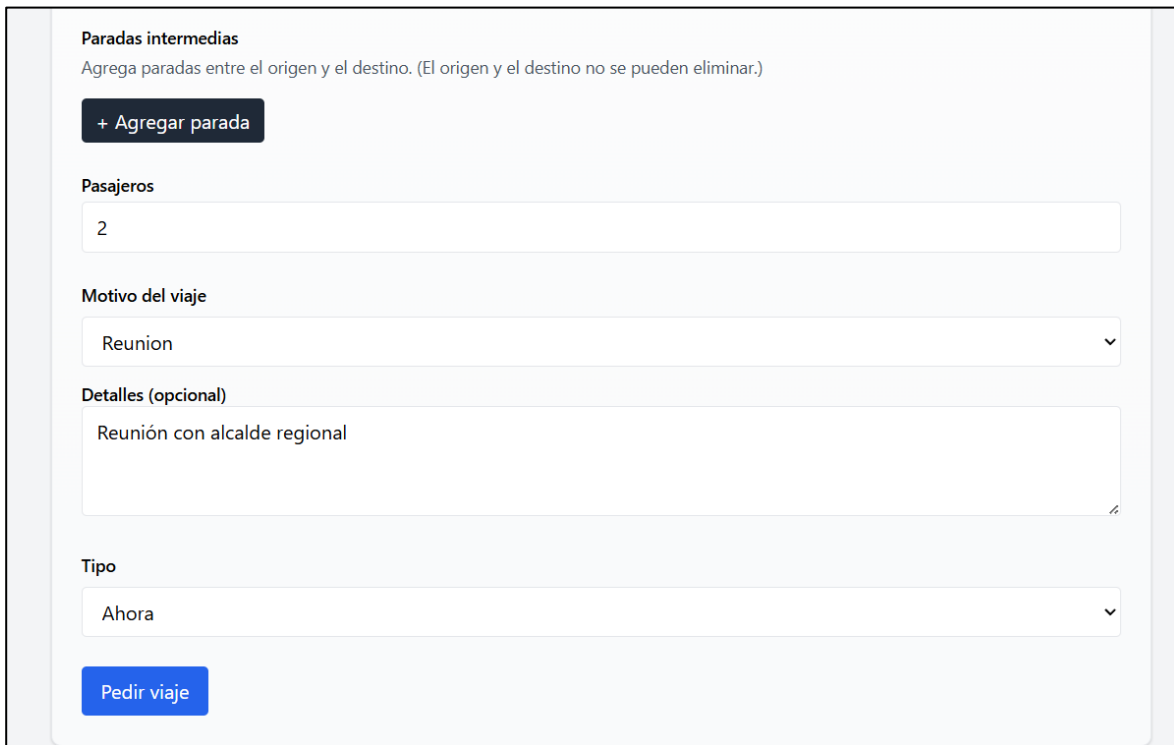 Paradas intermedias
Agrega paradas entre el origen y el destino. (El origen y el destino no se pueden eliminar.)
+ Agregar parada
Pasajeros
2
Motivo del viaje
Reunion
Detalles (opcional)
Reunión con alcalde regional
Tipo
Ahora
Pedir viaje